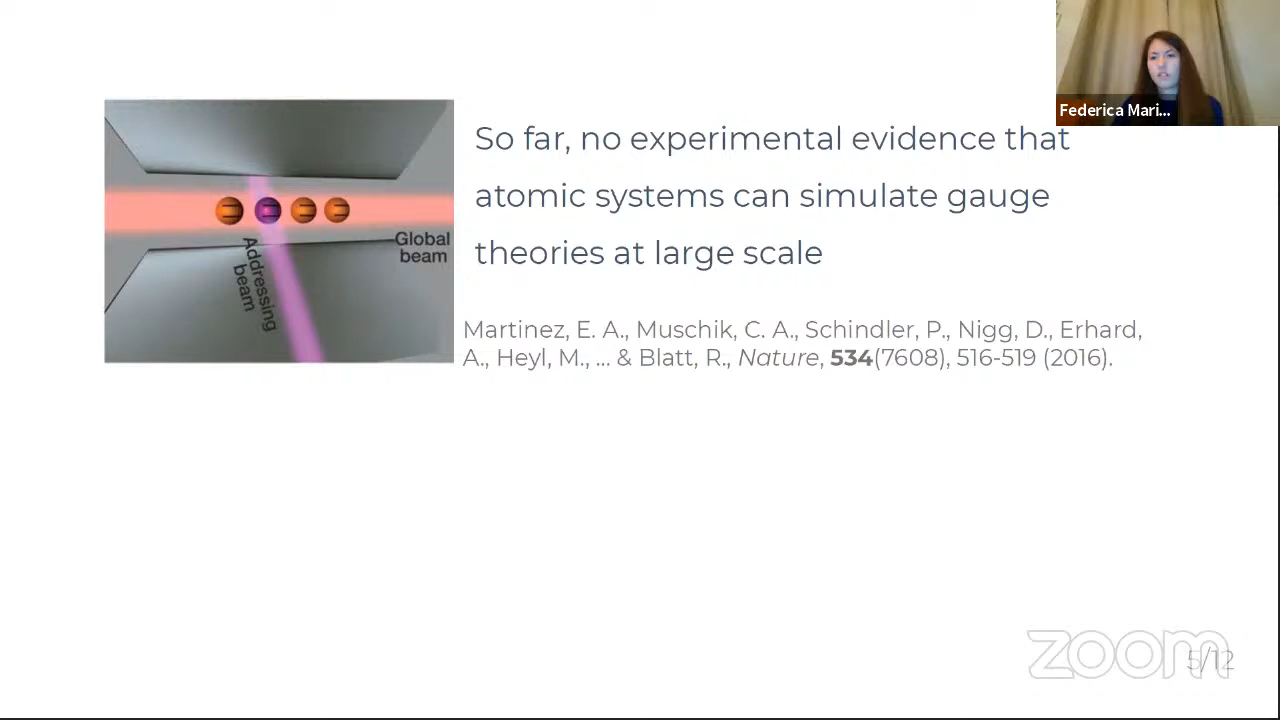 Federica Mari...
So far, no experimental evidence that
atomic systems can simulate gauge
theories at large scale
Global
beam
Addressing
beam
Martinez, E. A., Muschik, C. A., Schindler, P., Nigg, D., Erhard,
A., Heyl, M., ... & Blatt, R., Nature, 534(7608), 516-519 (2016).
zoom
5/12